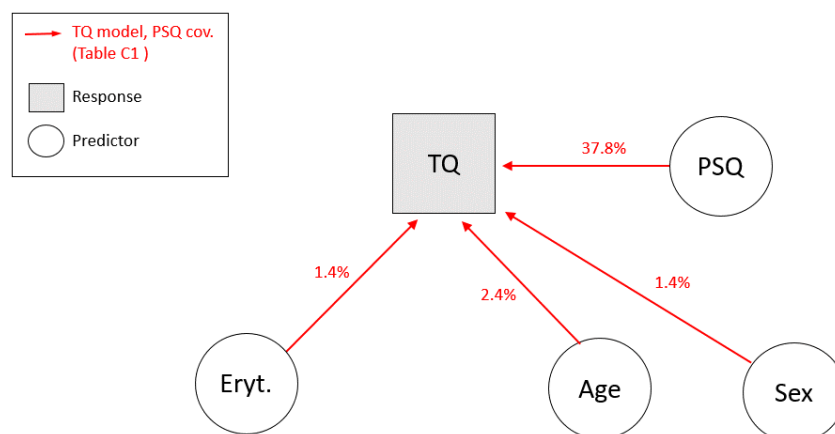 TQ model, PSQ cov.
(Table C1 )
Response
Predictor
TQ
37.8%
PSQ
1.4%
2.4%
1.4%
Eryt.
Age
Sex